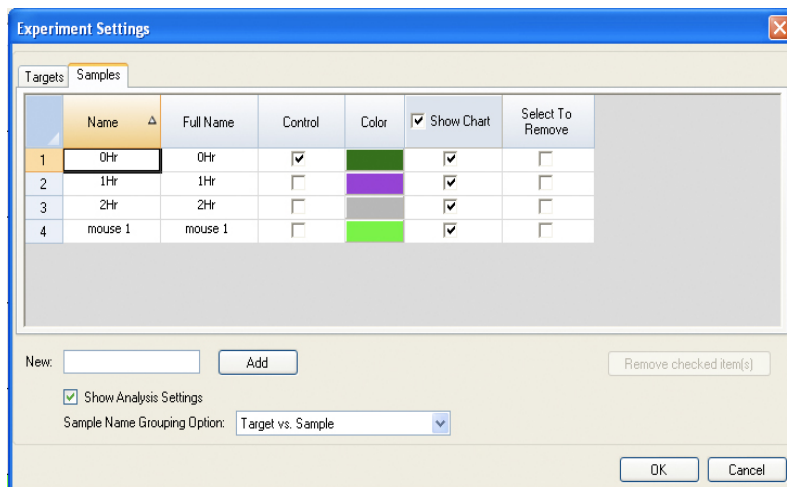 Experiment Settings
Targets Samples
Name Full Name Control Color Show Chart Select To Remove
1 0Hr 0Hr
2 1Hr 1Hr
3 2Hr 2Hr
4 mouse 1 mouse 1
New: Add Remove checked item(s)
Show Analysis Settings
Sample Name Grouping Option: Target vs. Sample
OK Cancel